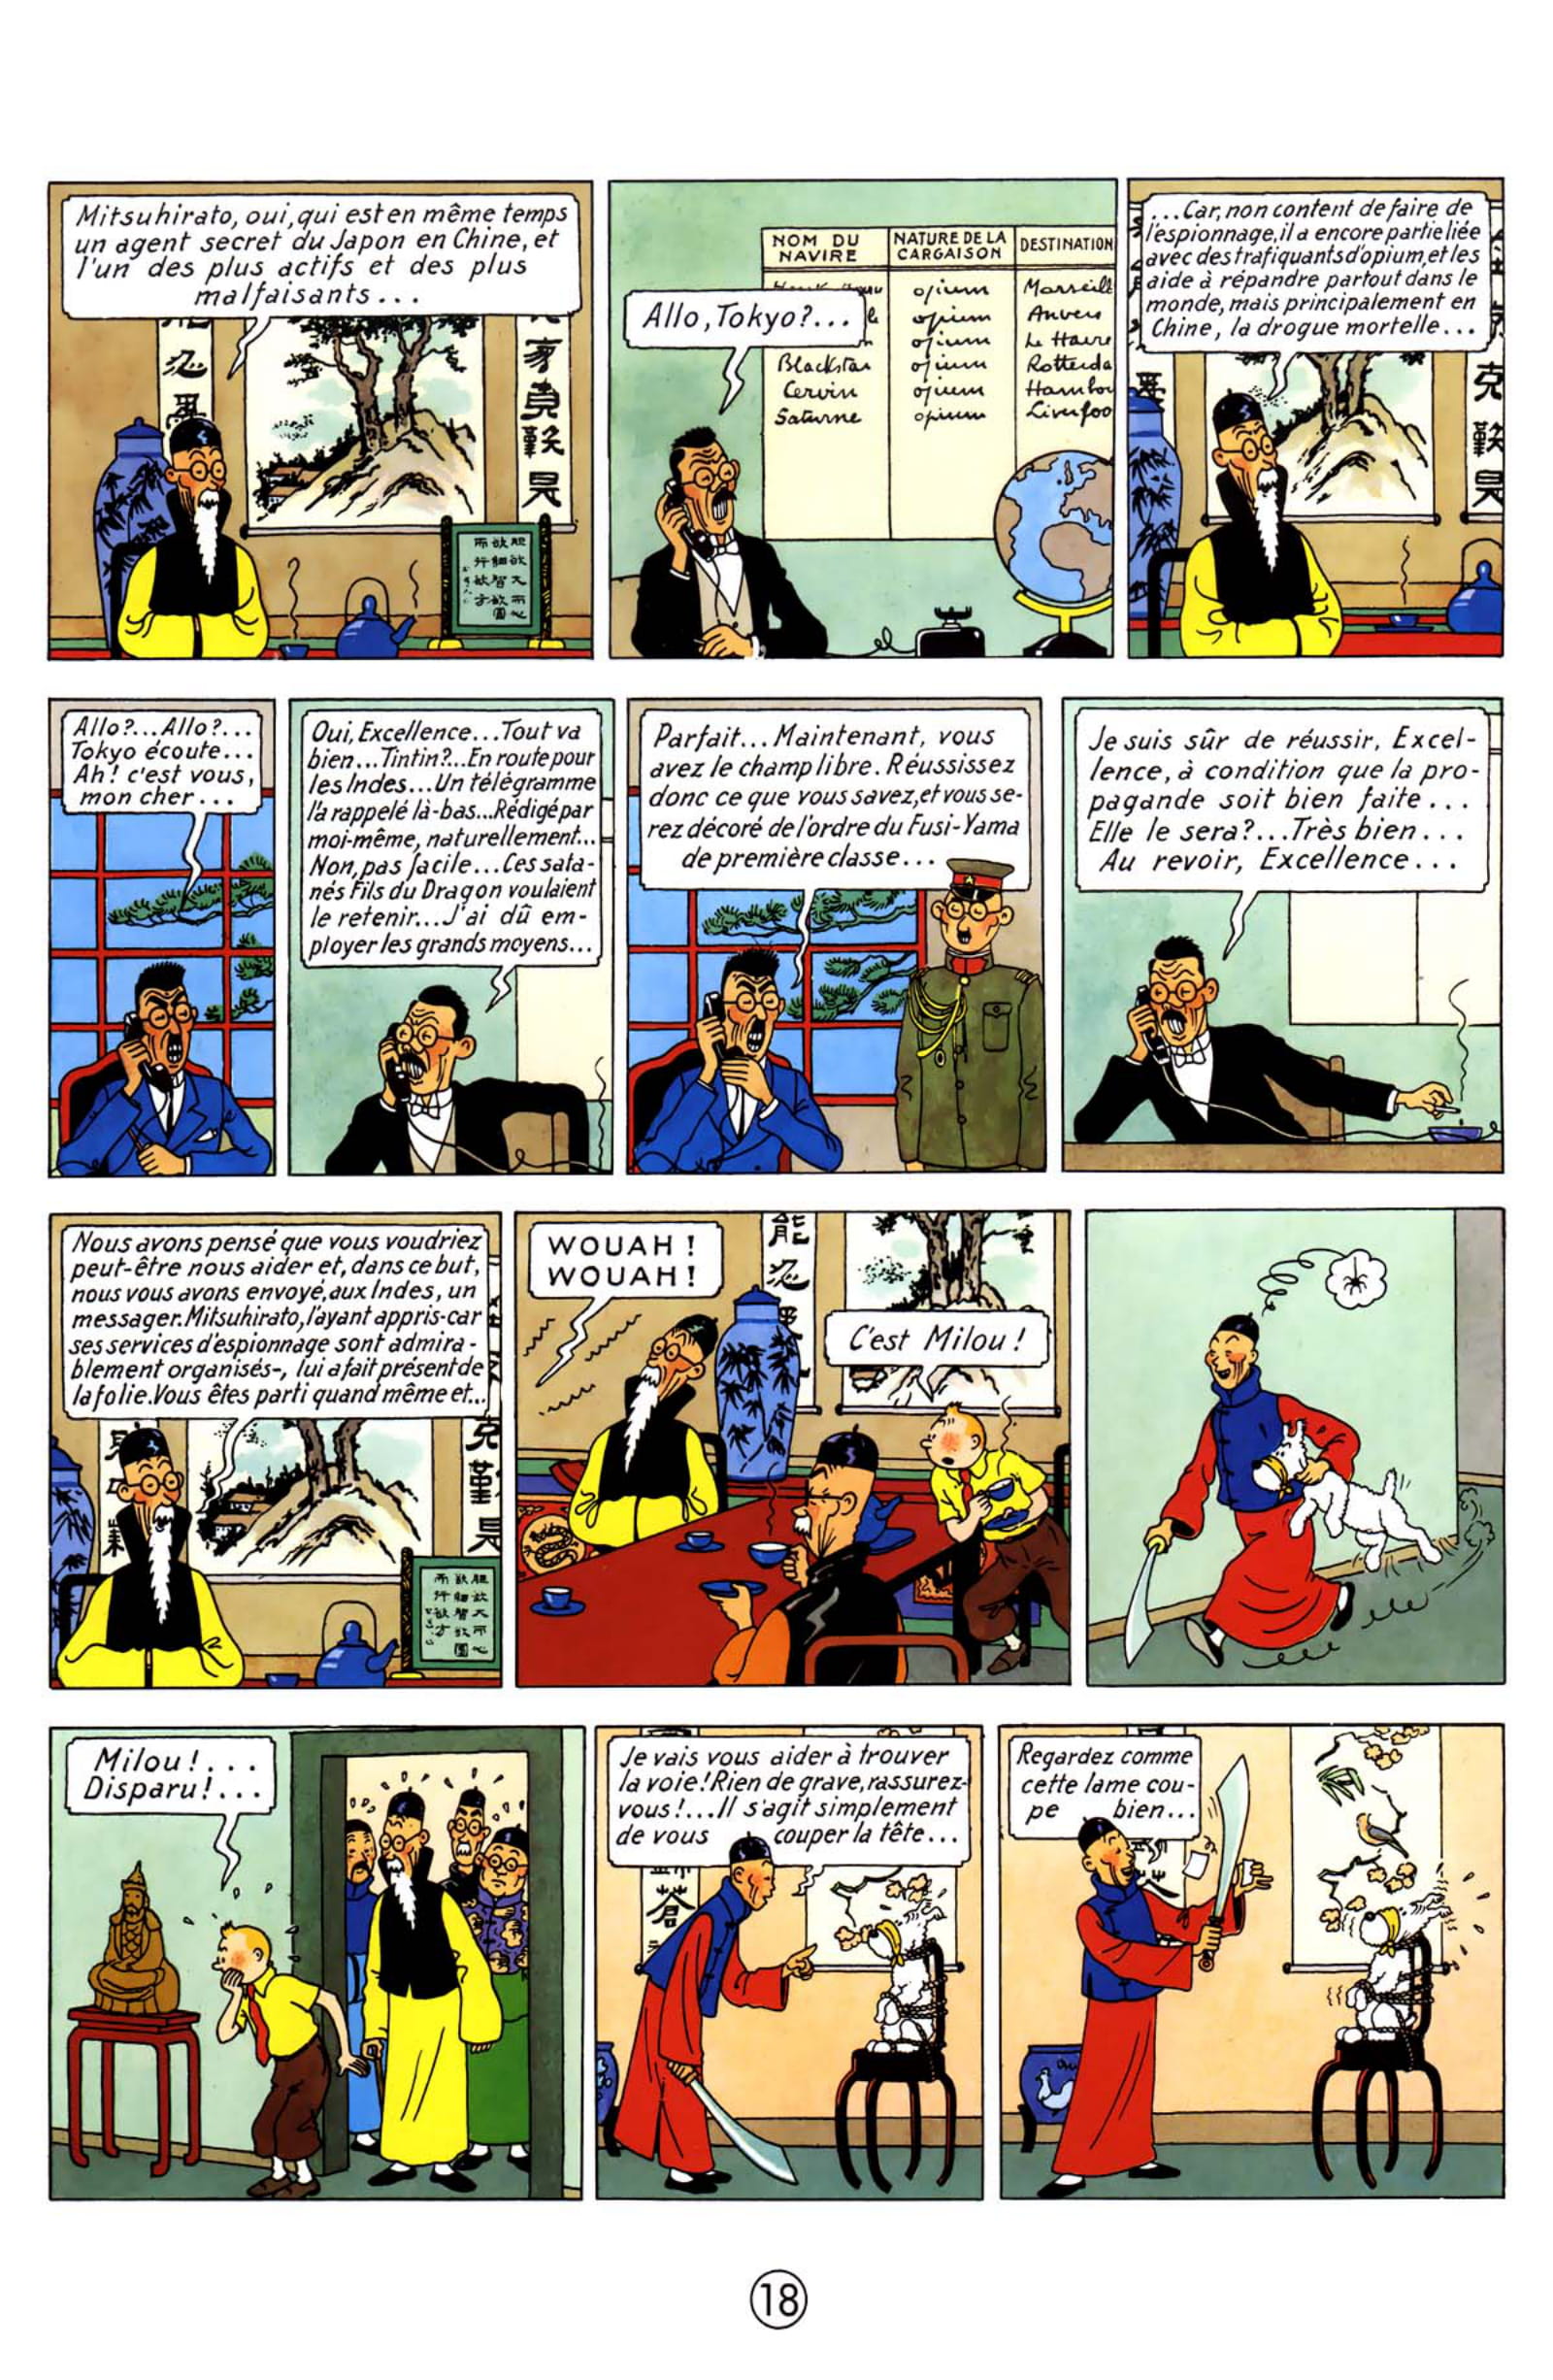 Mitsuhirato, oui, qui est en même temps
un agent secret du Japon en Chine, et
l'un des plus actifs et des plus
malfaisants...
NOM DU
NAVIRE
NATURE DE LA
CARGAISON
DESTINATION
opium Marseill
opium Anvers
opium Le Havre
Blackstar opium Rotterda
Cervin opium Hambou
Saturne opium Liverpoo
Allo, Tokyo?...
...Car, non content de faire de
l'espionnage, il a encore partie liée
avec des trafiquants d'opium, et les
aide à répandre partout dans le
monde, mais principalement en
Chine, la drogue mortelle...
Allo?...Allo?...
Tokyo écoute...
Ah! c'est vous,
mon cher...
Oui, Excellence...Tout va
bien...Tintin?...En route pour
les Indes...Un télégramme
l'a rappelé là-bas...Rédigé par
moi-même, naturellement...
Non, pas facile...Ces sata-
nés Fils du Dragon voulaient
le retenir...J'ai dû em-
ployer les grands moyens...
Parfait...Maintenant, vous
avez le champ libre. Réussissez
donc ce que vous savez, et vous se-
rez décoré de l'ordre du Fusi-Yama
de première classe...
Je suis sûr de réussir, Excel-
lence, à condition que la pro-
pagande soit bien faite...
Elle le sera?...Très bien...
Au revoir, Excellence...
Nous avons pensé que vous voudriez
peut-être nous aider et, dans ce but,
nous vous avons envoyé, aux Indes, un
messager. Mitsuhirato, l'ayant appris-car
ses services d'espionnage sont admira-
blement organisés-, lui a fait présent de
la folie. Vous êtes parti quand même et...
WOUAH!
WOUAH!
C'est Milou!
Milou!...
Disparu!...
Je vais vous aider à trouver
la voie! Rien de grave, rassurez-
vous!...Il s'agit simplement
de vous couper la tête...
Regardez comme
cette lame cou-
pe bien...
18